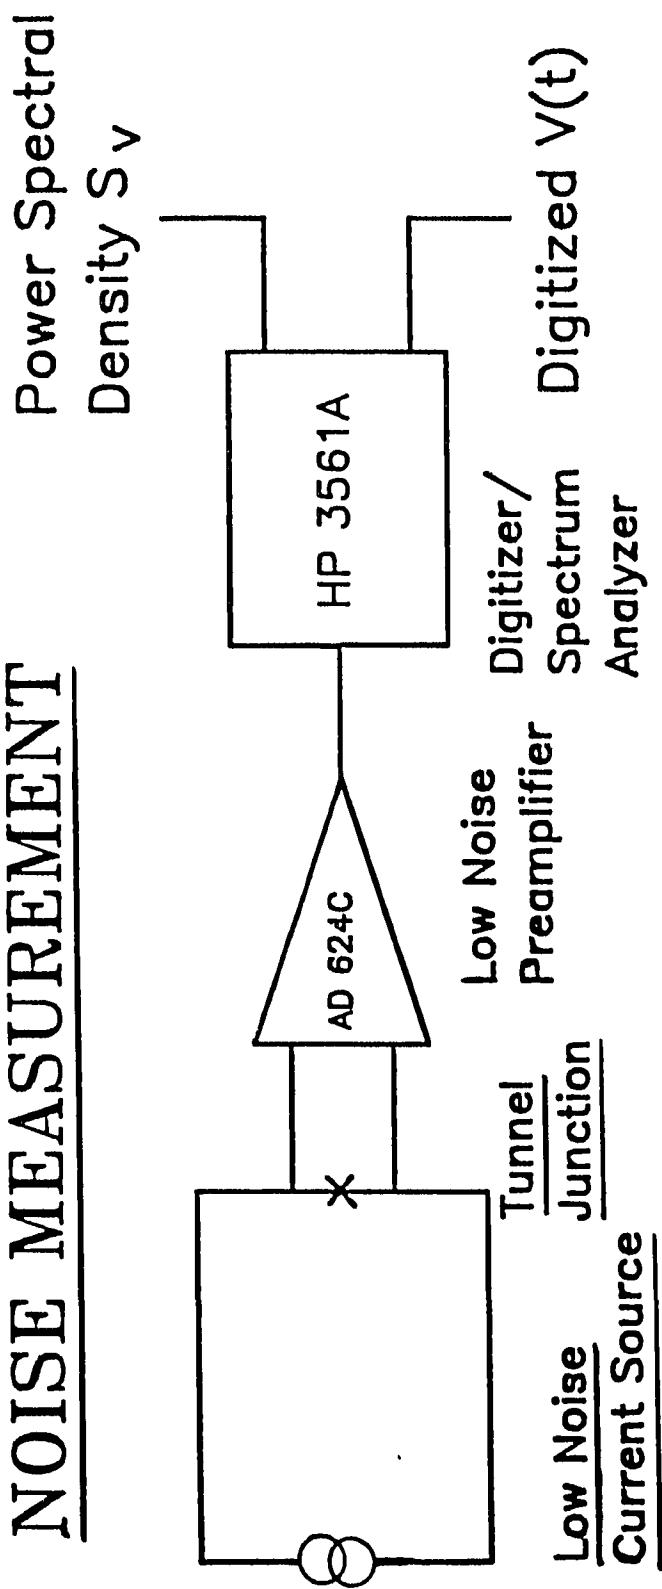 NOISE MEASUREMENT
Low Noise
Current Source
Tunnel
Junction
AD 624C
Low Noise
Preamplifier
HP 3561A
Digitizer/
Spectrum
Analyzer
Power Spectral
Density S_V
Digitized V(t)